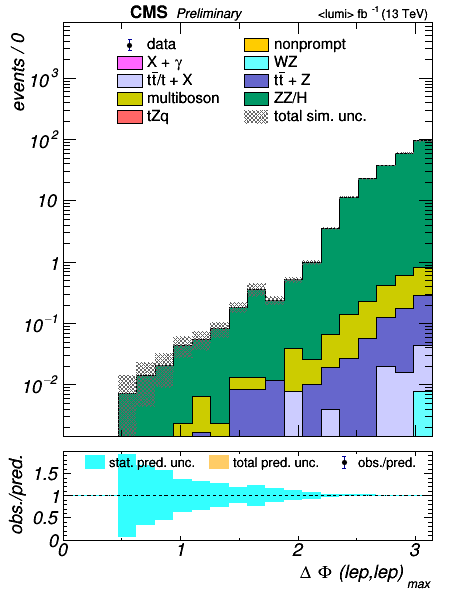 CMS Preliminary <lumi> fb⁻¹ (13 TeV)
data nonprompt
X + γ WZ
tt̄/t + X tt̄ + Z
multiboson ZZ/H
tZq total sim. unc.
events / 0
10³
10²
10
1
10⁻¹
10⁻²
stat. pred. unc. total pred. unc. obs./pred.
obs./pred.
1.5
1
0.5
0
0 1 2 3
Δ Φ (lep,lep)max